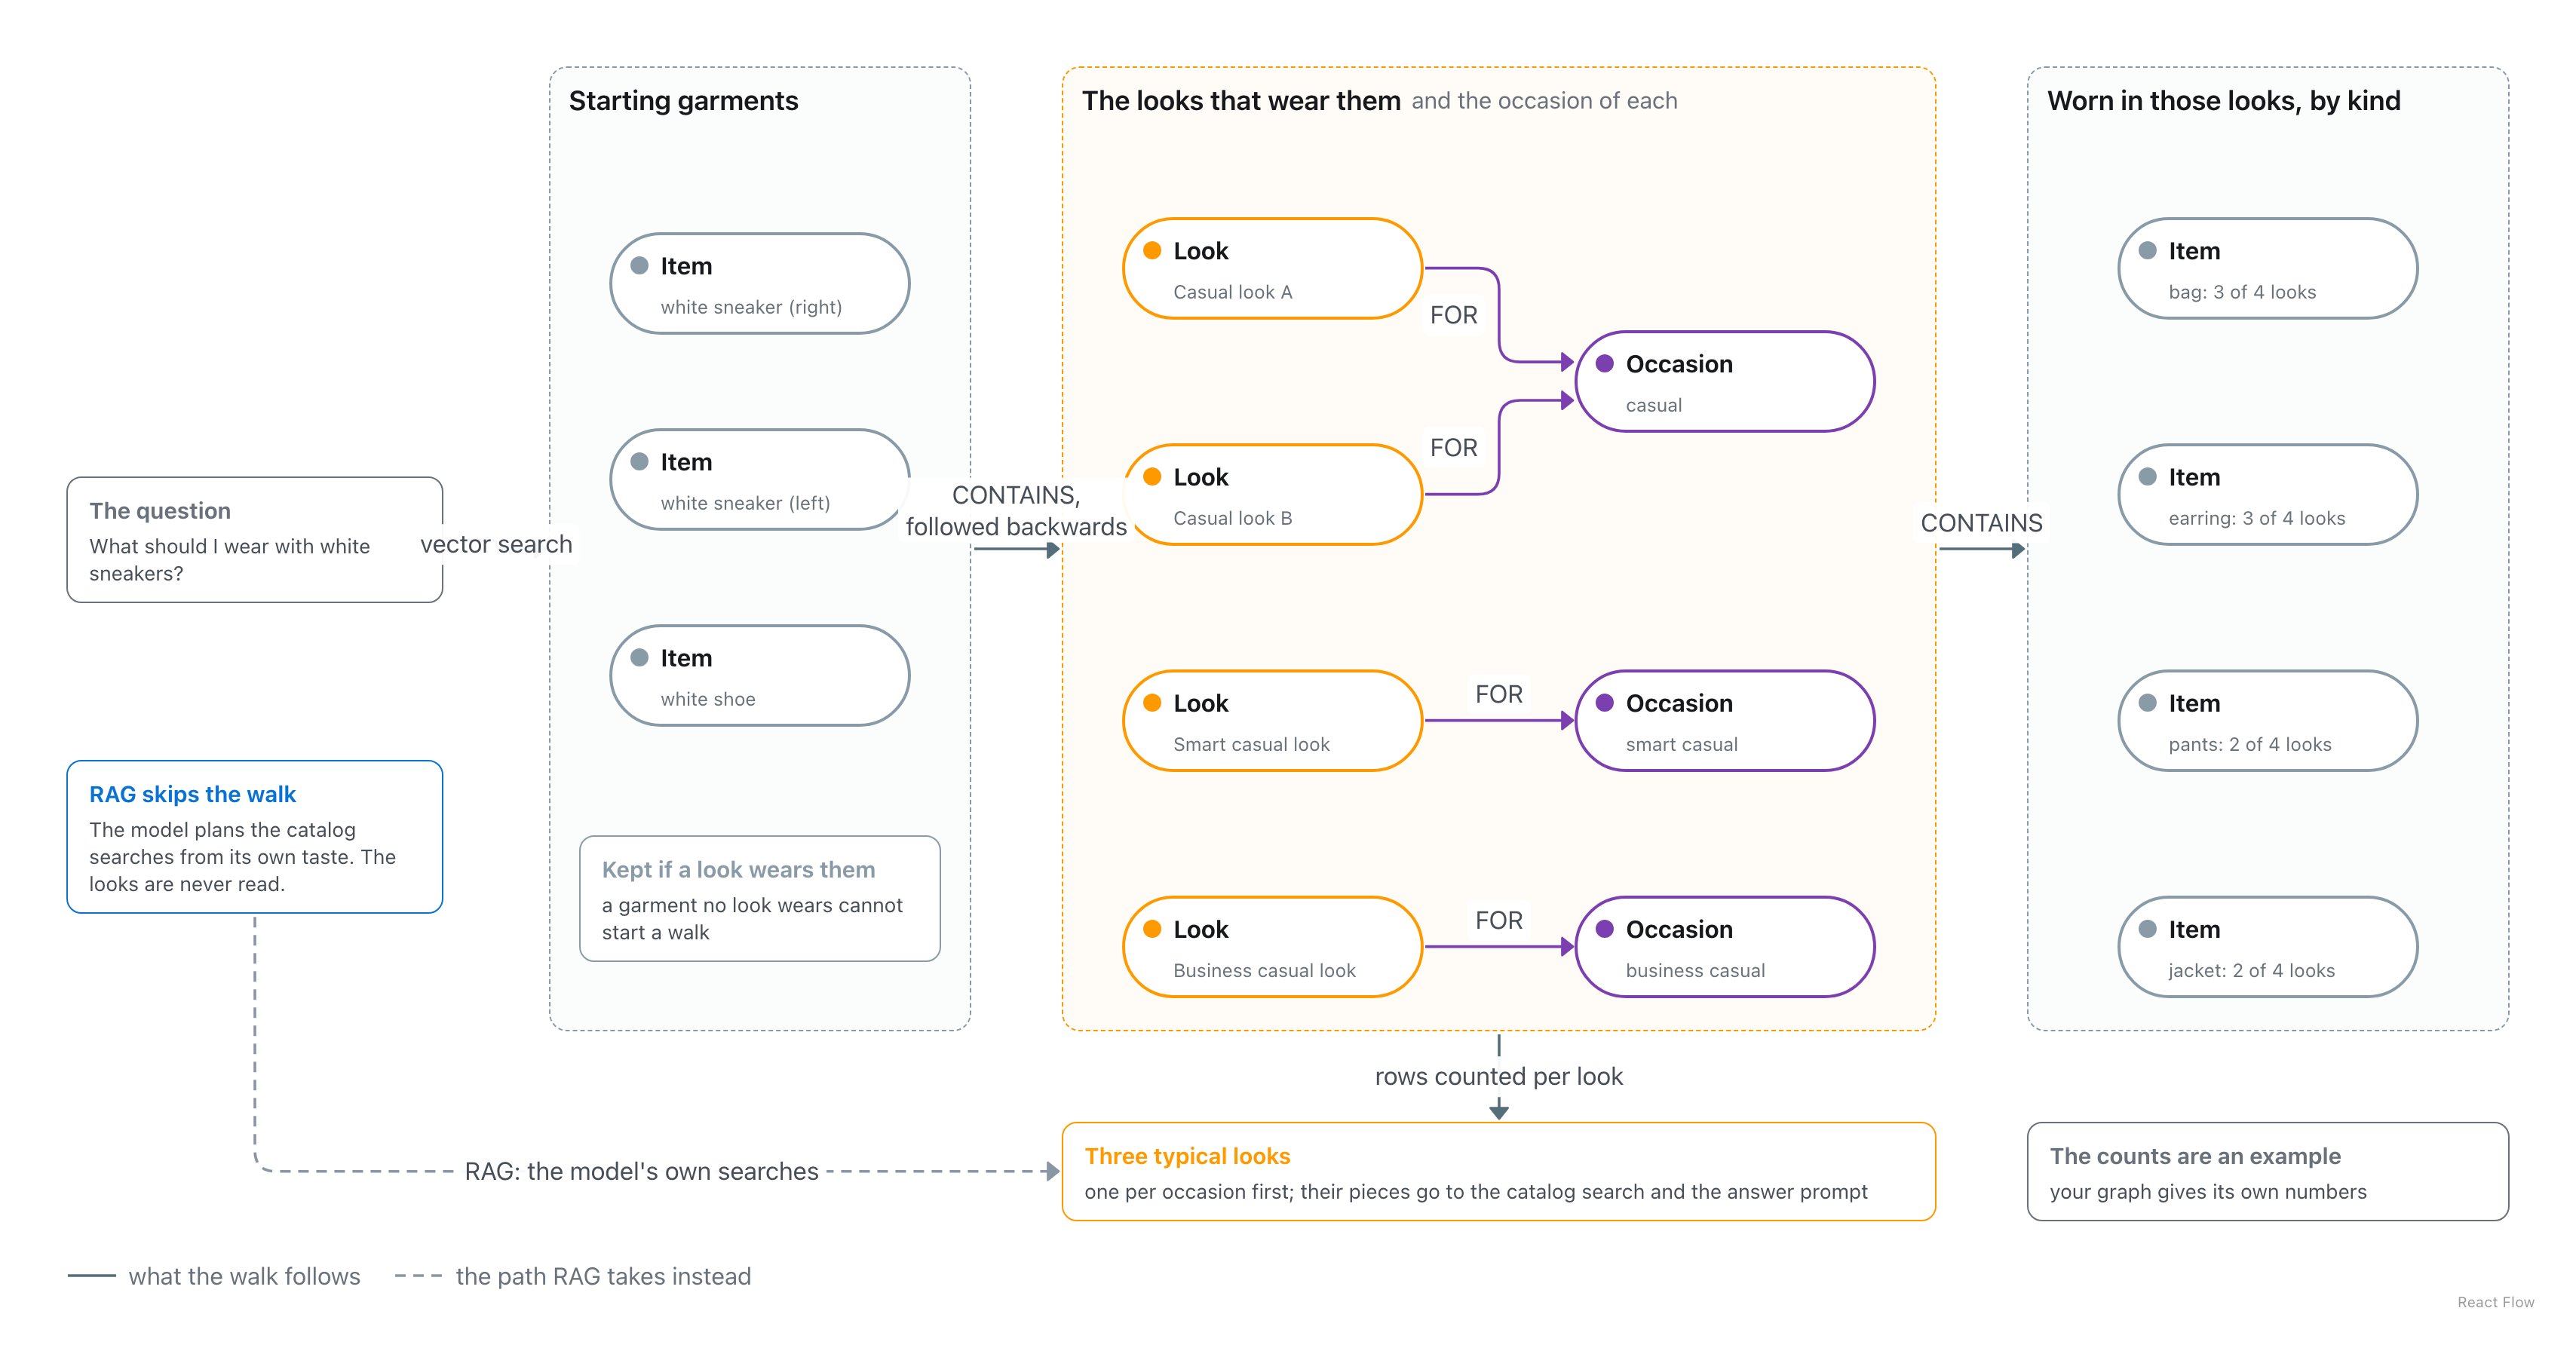 Starting garments
The looks that wear them and the occasion of each
Worn in those looks, by kind
Item
white sneaker (right)
Look
Casual look A
FOR
Occasion
casual
Item
bag: 3 of 4 looks
The question
What should I wear with white
sneakers?
vector search
Item
white sneaker (left)
CONTAINS,
followed backwards
Look
Casual look B
FOR
CONTAINS
Item
earring: 3 of 4 looks
Item
white shoe
Look
Smart casual look
FOR
Occasion
smart casual
Item
pants: 2 of 4 looks
RAG skips the walk
The model plans the catalog
searches from its own taste. The
looks are never read.
Kept if a look wears them
a garment no look wears cannot
start a walk
Look
Business casual look
FOR
Occasion
business casual
Item
jacket: 2 of 4 looks
rows counted per look
RAG: the model's own searches
Three typical looks
one per occasion first; their pieces go to the catalog search and the answer prompt
The counts are an example
your graph gives its own numbers
what the walk follows
the path RAG takes instead
React Flow